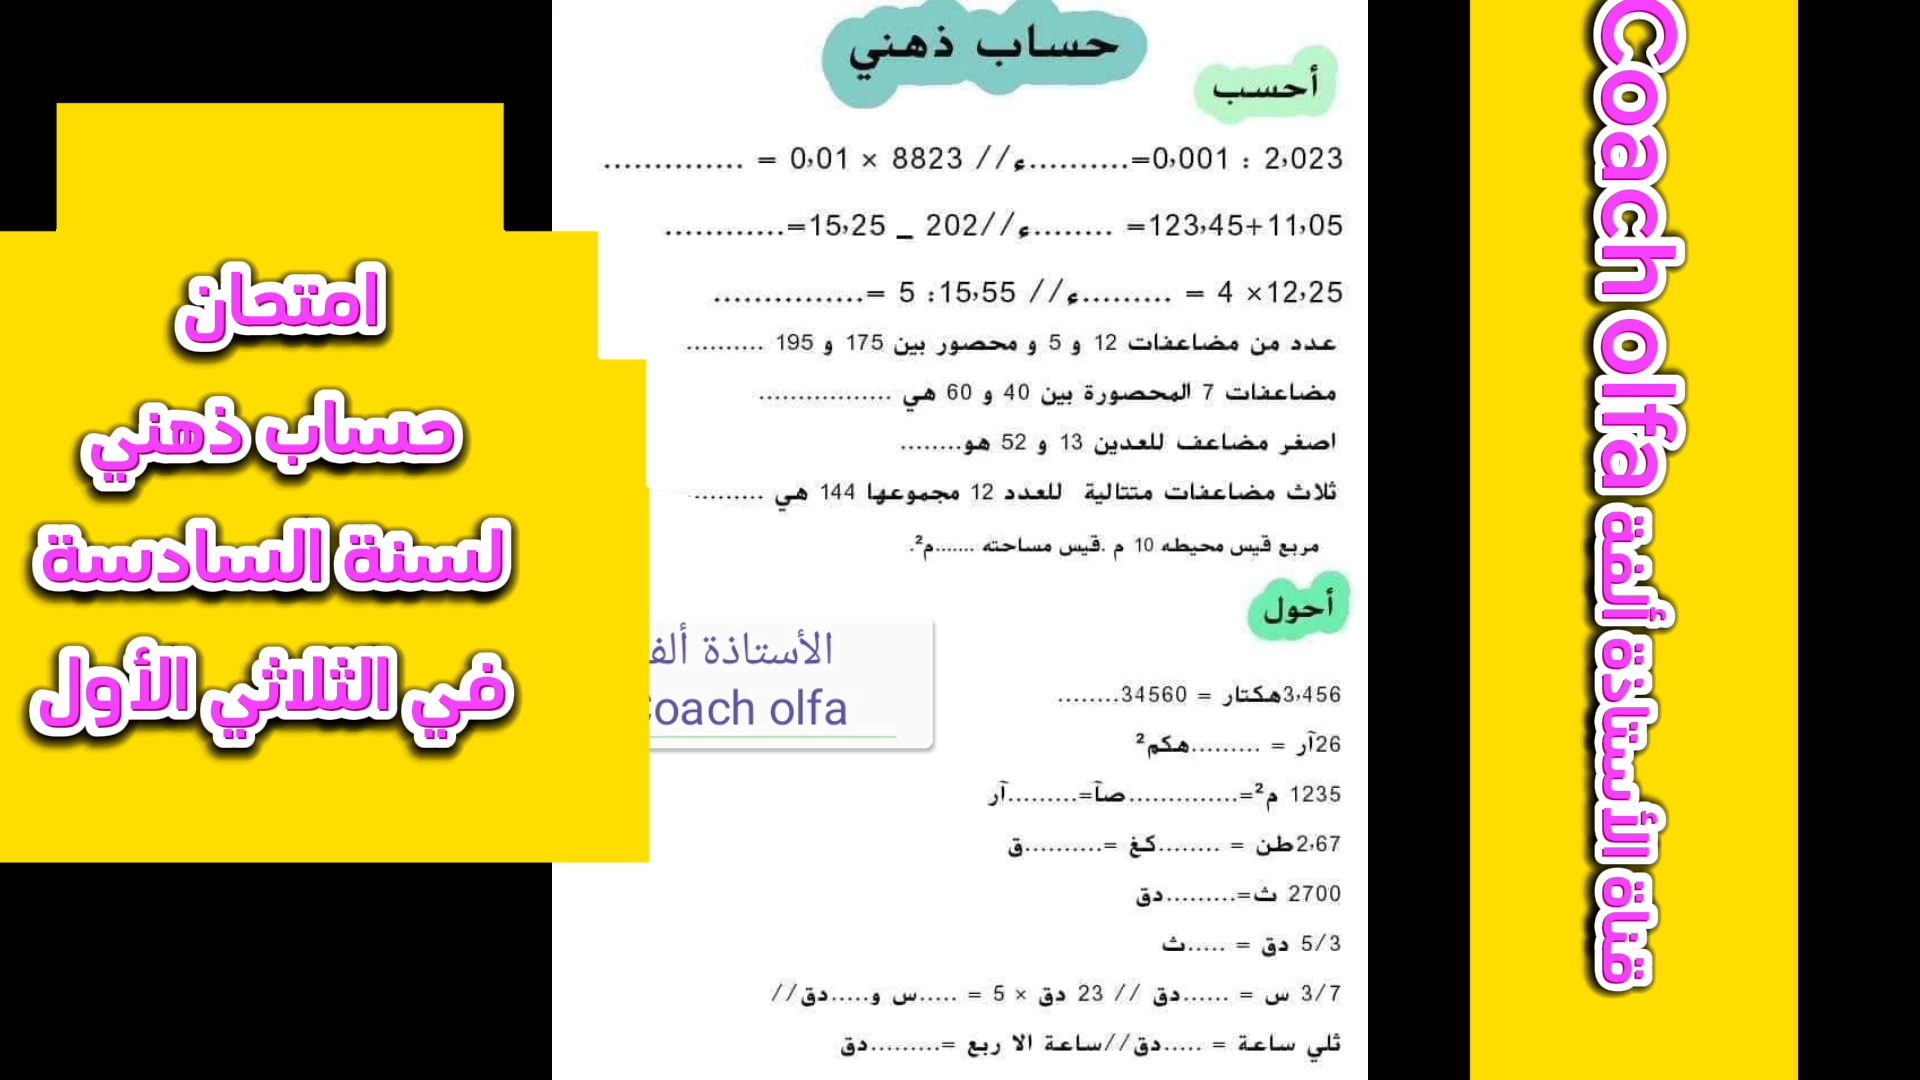 حساب ذهني
أحسب
2,023 : 0,001=..........ء// 8823 × 0,01 = ..............
11,05+123,45= ........ء//202 _ 15,25=............
12,25× 4 = .........ء// 15,55: 5 =...............
عدد من مضاعفات 12 و 5 و محصور بين 175 و 195 ..........
مضاعفات 7 المحصورة بين 40 و 60 هي .................
اصغر مضاعف للعدين 13 و 52 هو........
ثلاث مضاعفات متتالية للعدد 12 مجموعها 144 هي .........
مربع قيس محيطه 10 م .قيس مساحته .......م².
أحول
3,456هكتار = 34560........
26آر = .........هكم²
1235 م²=..............صآ=.........آر
2,67طن = ........كغ =..........ق
2700 ث=.........دق
5/3 دق = .....ث
3/7 س = ......دق // 23 دق × 5 = .....س و.....دق//
ثلي ساعة = .....دق//ساعة الا ربع =.........دق
الأستاذة ألف
oach olfa
امتحان
حساب ذهني
لسنة السادسة
في الثلاثي الأول
قناة الأستاذة ألفة Coach olfa